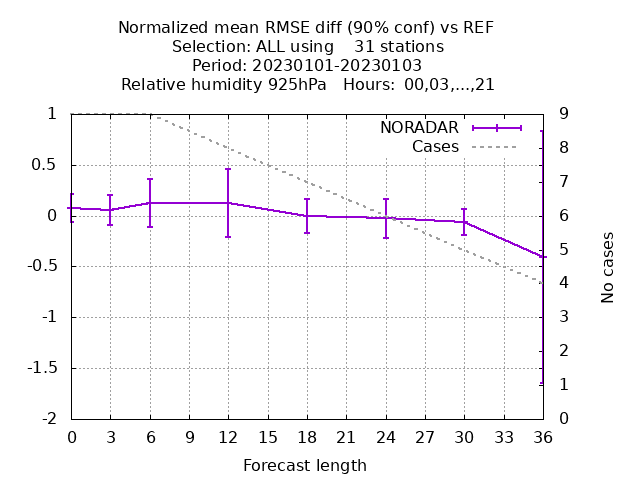 Normalized mean RMSE diff (90% conf) vs REF
Selection: ALL using    31 stations
Period: 20230101-20230103
Relative humidity 925hPa   Hours:  00,03,...,21
NORADAR
Cases
1
0.5
0
-0.5
-1
-1.5
-2
9
8
7
6
5
4
3
2
1
0
No cases
0 3 6 9 12 15 18 21 24 27 30 33 36
Forecast length